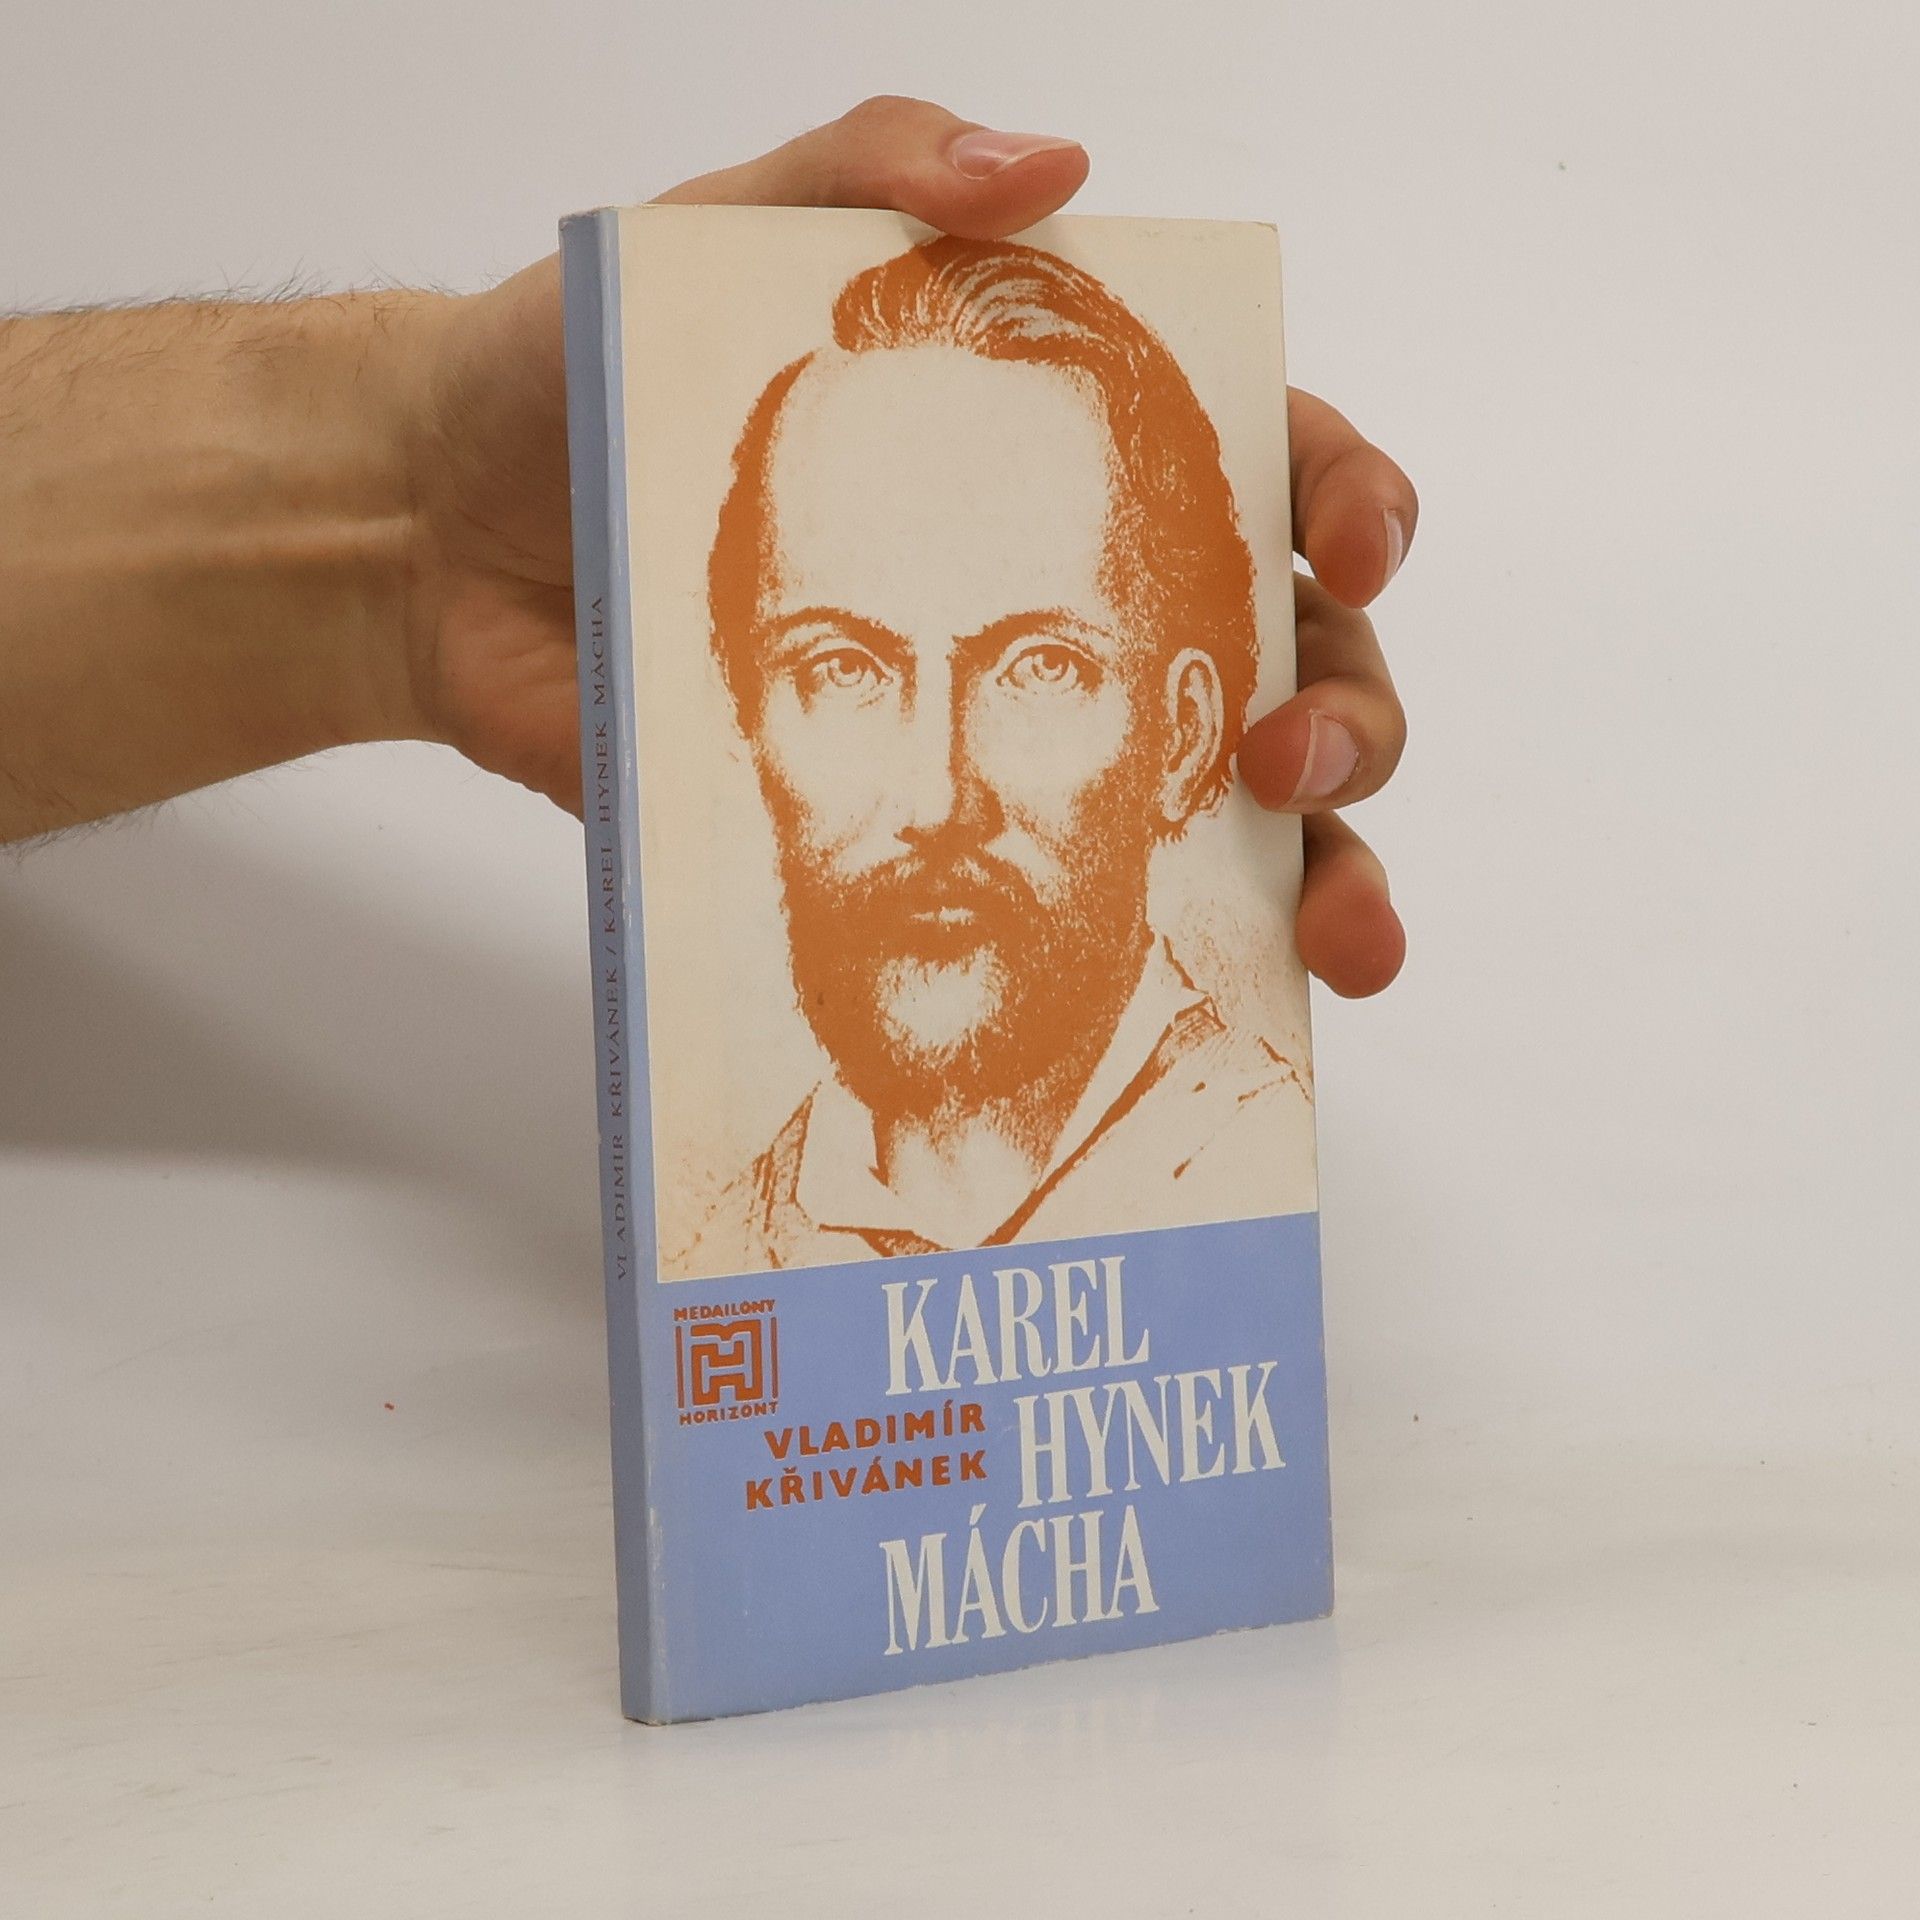 VLADIMÍR KŘIVÁNEK / KAREL HYNEK MÁCHA
MEDAILONY
HORIZONT
VLADIMÍR
KŘIVÁNEK
KAREL
HYNEK
MÁCHA